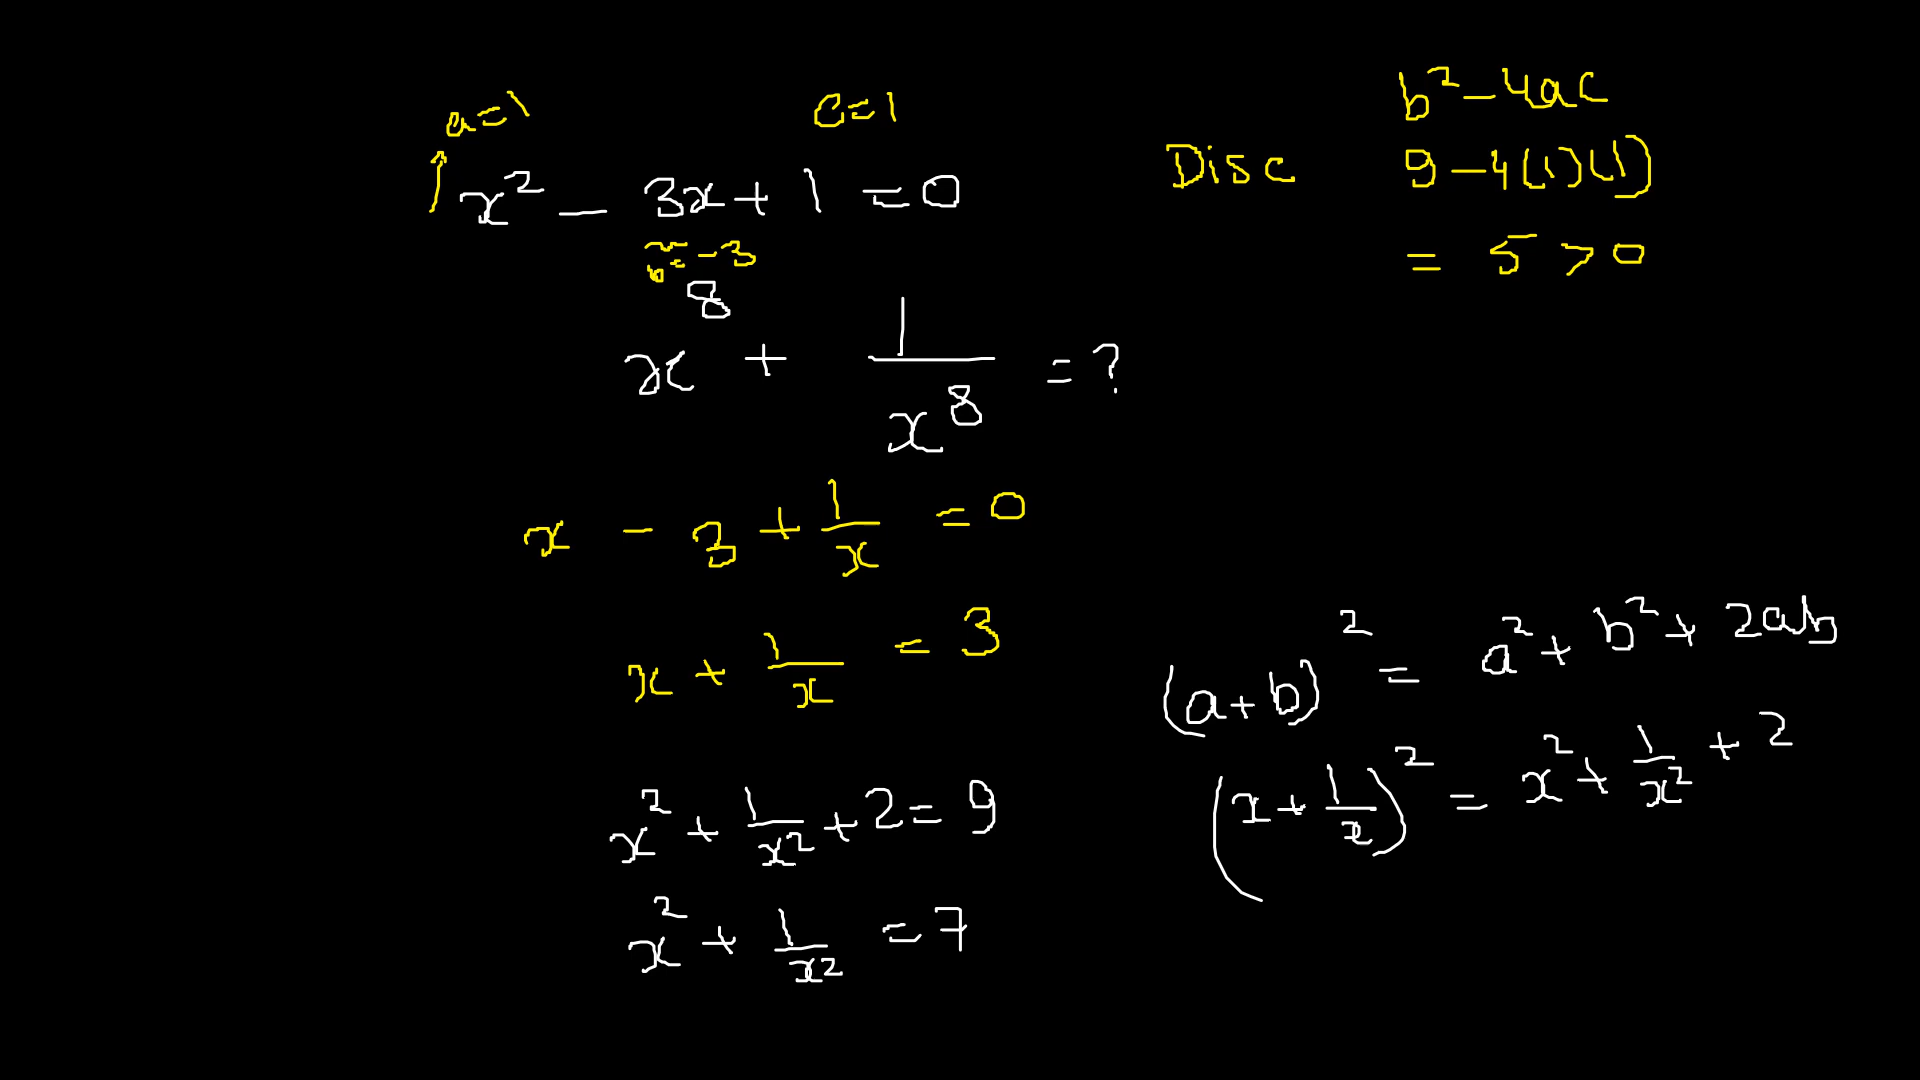 a=1 c=1
x² - 3x + 1 = 0
b = -3
x⁸ + 1/x⁸ = ?
x - 3 + 1/x = 0
x + 1/x = 3
x² + 1/x² + 2 = 9
x² + 1/x² = 7
b² - 4ac
Disc 9 - 4(1)(1)
= 5 > 0
(a+b)² = a² + b² + 2ab
(x + 1/x)² = x² + 1/x² + 2